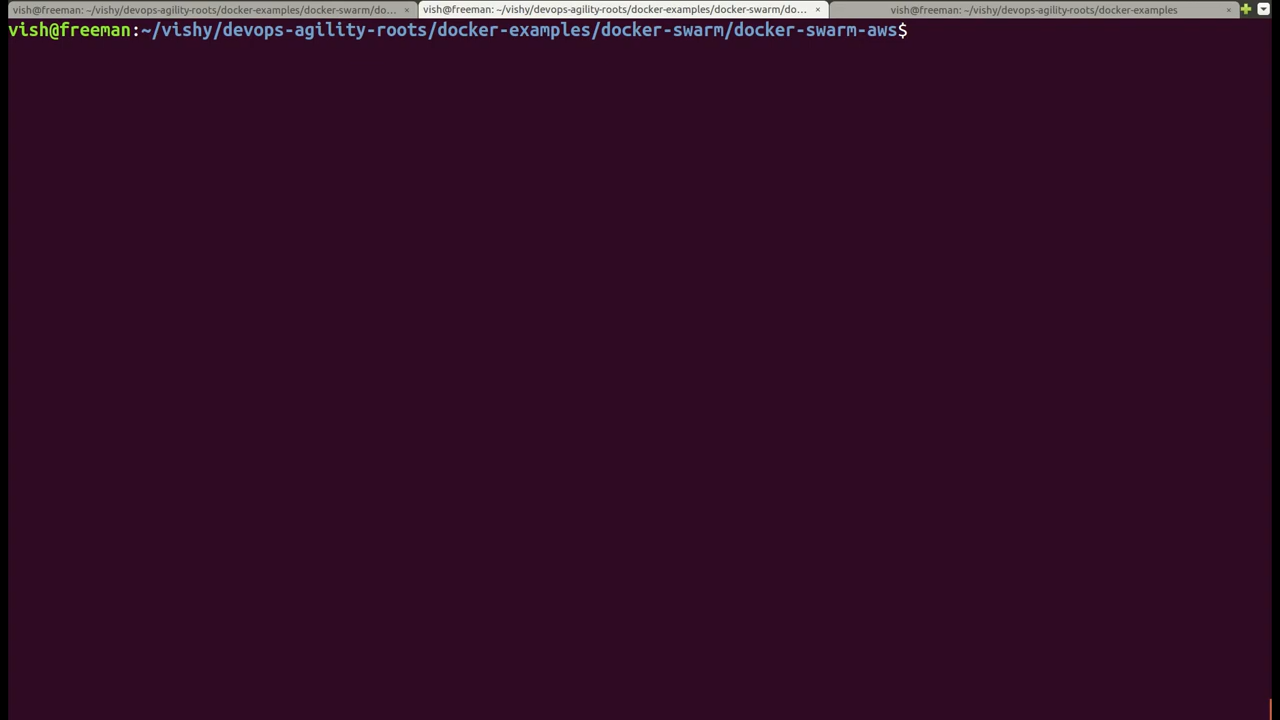 vish@freeman: ~/vishy/devops-agility-roots/docker-examples/docker-swarm/do... × vish@freeman: ~/vishy/devops-agility-roots/docker-examples/docker-swarm/do... × vish@freeman: ~/vishy/devops-agility-roots/docker-examples ×
vish@freeman:~/vishy/devops-agility-roots/docker-examples/docker-swarm/docker-swarm-aws$